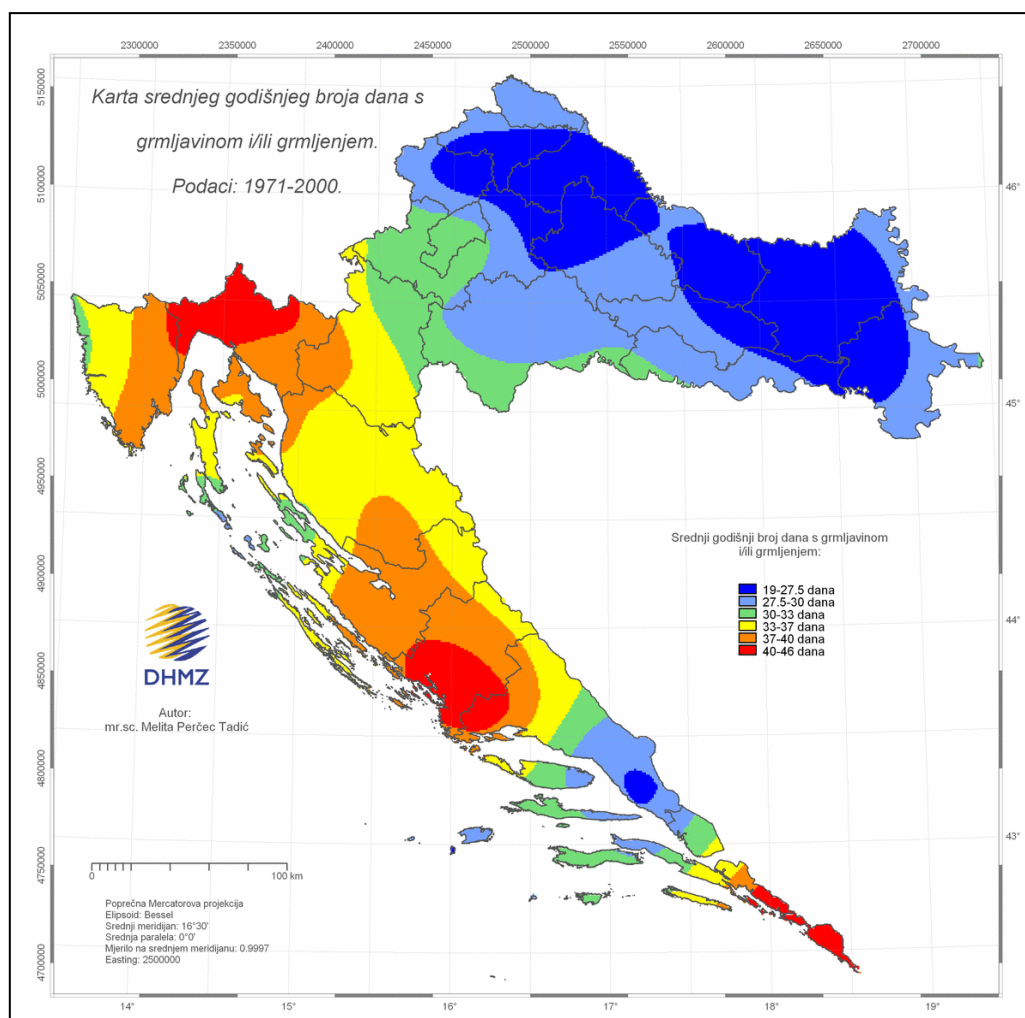 2300000 2350000 2400000 2450000 2500000 2550000 2600000 2650000 2700000
Karta srednjeg godišnjeg broja dana s
grmljavinom i/ili grmljenjem.
Podaci: 1971-2000.
5150000
5100000
5050000
5000000
4950000
4900000
4850000
4800000
4750000
4700000
46°
45°
44°
43°
Srednji godišnji broj dana s grmljavinom
i/ili grmljenjem:
19-27.5 dana
27.5-30 dana
30-33 dana
33-37 dana
37-40 dana
40-46 dana
DHMZ
Autor:
mr.sc. Melita Perčec Tadić
0 100 km
Poprečna Mercatorova projekcija
Elipsoid: Bessel
Srednji meridijan: 16°30'
Srednja paralela: 0°0'
Mjerilo na srednjem meridijanu: 0.9997
Easting: 2500000
14° 15° 16° 17° 18° 19°